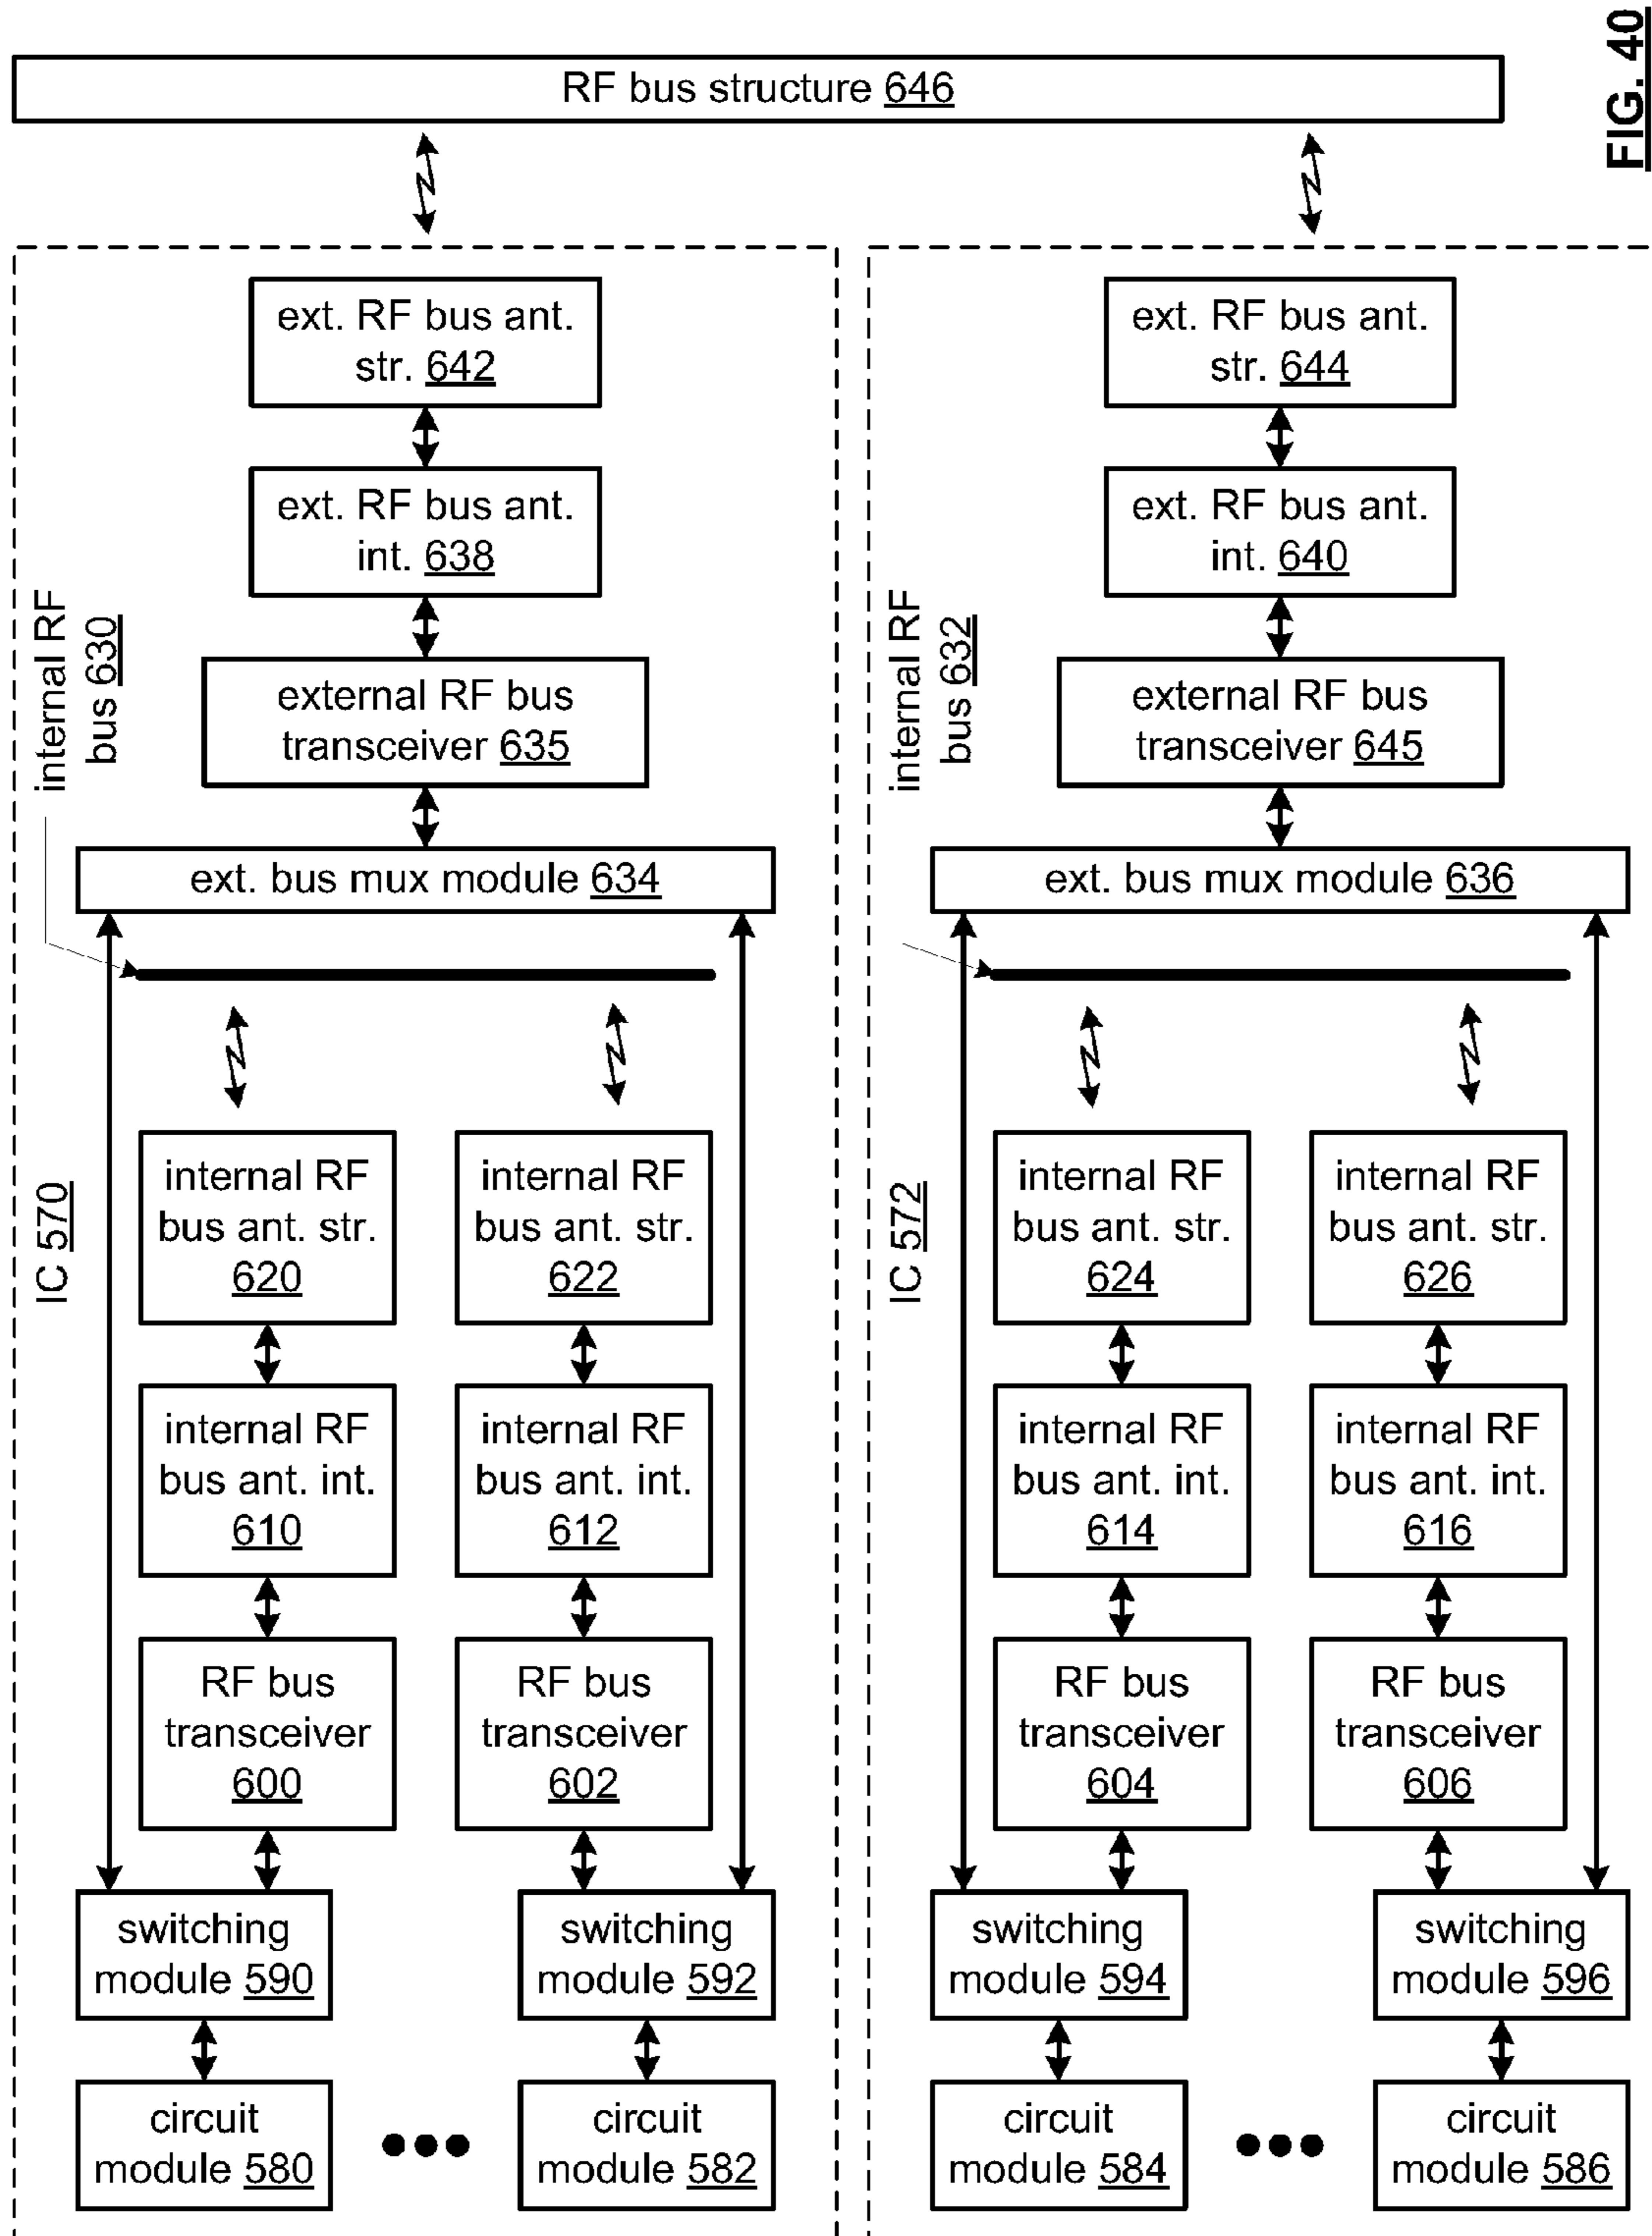 RF bus structure 646
FIG. 40
ext. RF bus ant.
str. 642
ext. RF bus ant.
str. 644
ext. RF bus ant.
int. 638
ext. RF bus ant.
int. 640
internal RF
bus 630
external RF bus
transceiver 635
internal RF
bus 632
external RF bus
transceiver 645
ext. bus mux module 634
ext. bus mux module 636
IC 570
internal RF
bus ant. str.
620
internal RF
bus ant. str.
622
IC 572
internal RF
bus ant. str.
624
internal RF
bus ant. str.
626
internal RF
bus ant. int.
610
internal RF
bus ant. int.
612
internal RF
bus ant. int.
614
internal RF
bus ant. int.
616
RF bus
transceiver
600
RF bus
transceiver
602
RF bus
transceiver
604
RF bus
transceiver
606
switching
module 590
switching
module 592
switching
module 594
switching
module 596
circuit
module 580
circuit
module 582
circuit
module 584
circuit
module 586